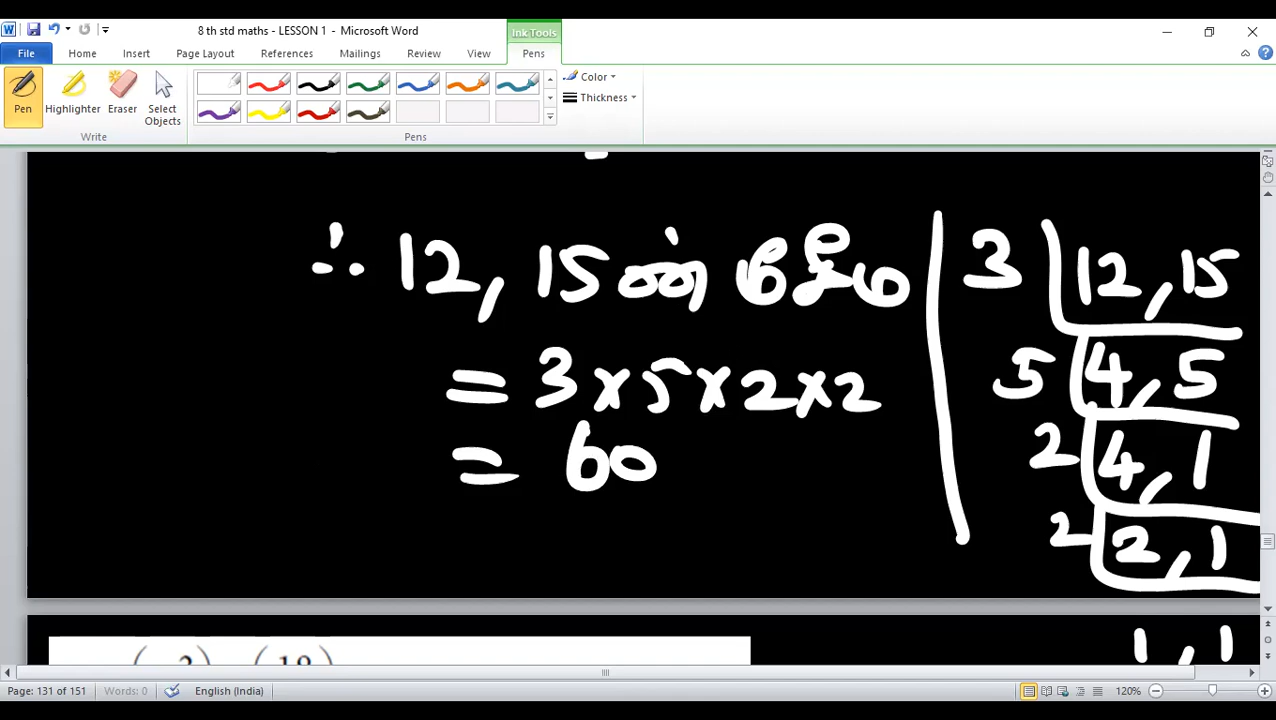 8 th std maths - LESSON 1 - Microsoft Word
Ink Tools
File Home Insert Page Layout References Mailings Review View Pens
Pen Highlighter Eraser Select Objects
Color
Thickness
Write Pens
∴ 12, 15ன் மீசிம
= 3 × 5 × 2 × 2
= 60
3 | 12, 15
5 | 4, 5
2 | 4, 1
2 | 2, 1
1, 1
Page: 131 of 151 Words: 0 English (India) 120%